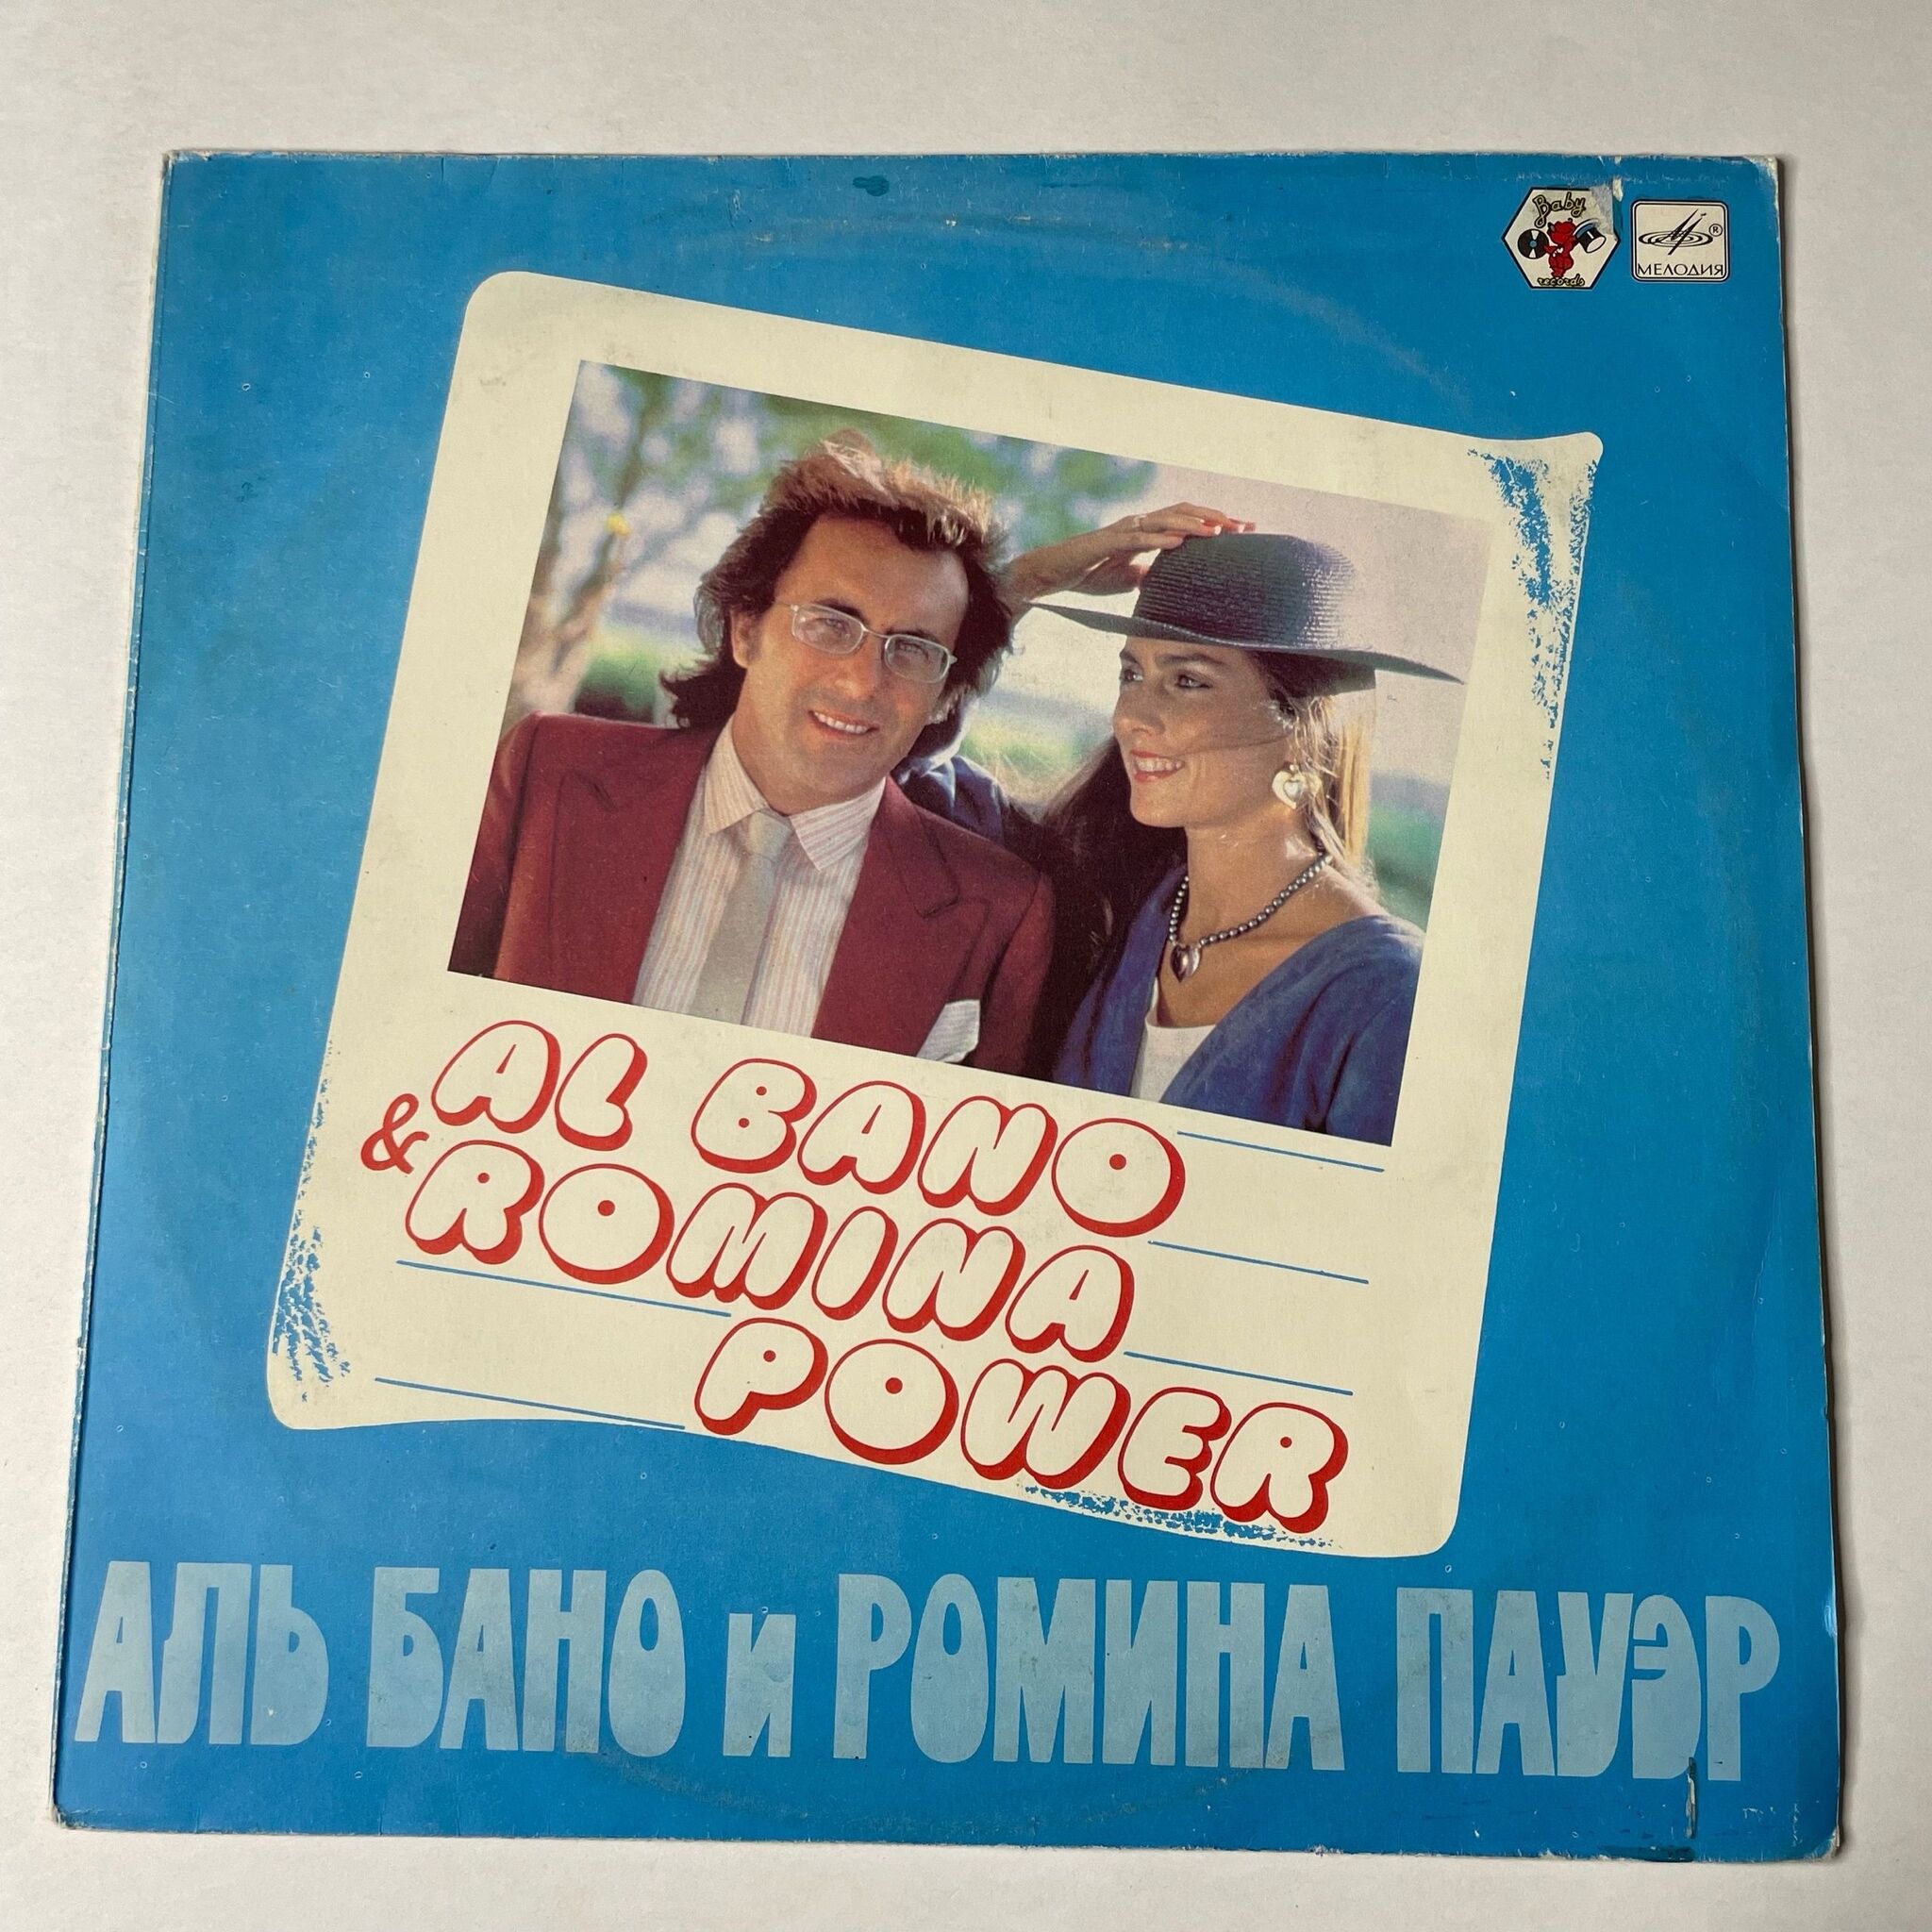 Baby
records
МЕЛОДИЯ
®
AL BANO
& ROMINA
POWER
АЛЬ БАНО и РОМИНА ПАУЭР